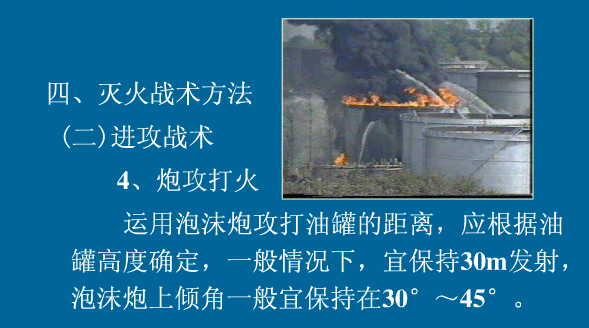 四、灭火战术方法
(二)进攻战术
4、炮攻打火
运用泡沫炮攻打油罐的距离，应根据油
罐高度确定，一般情况下，宜保持30m发射，
泡沫炮上倾角一般宜保持在30°～45°。